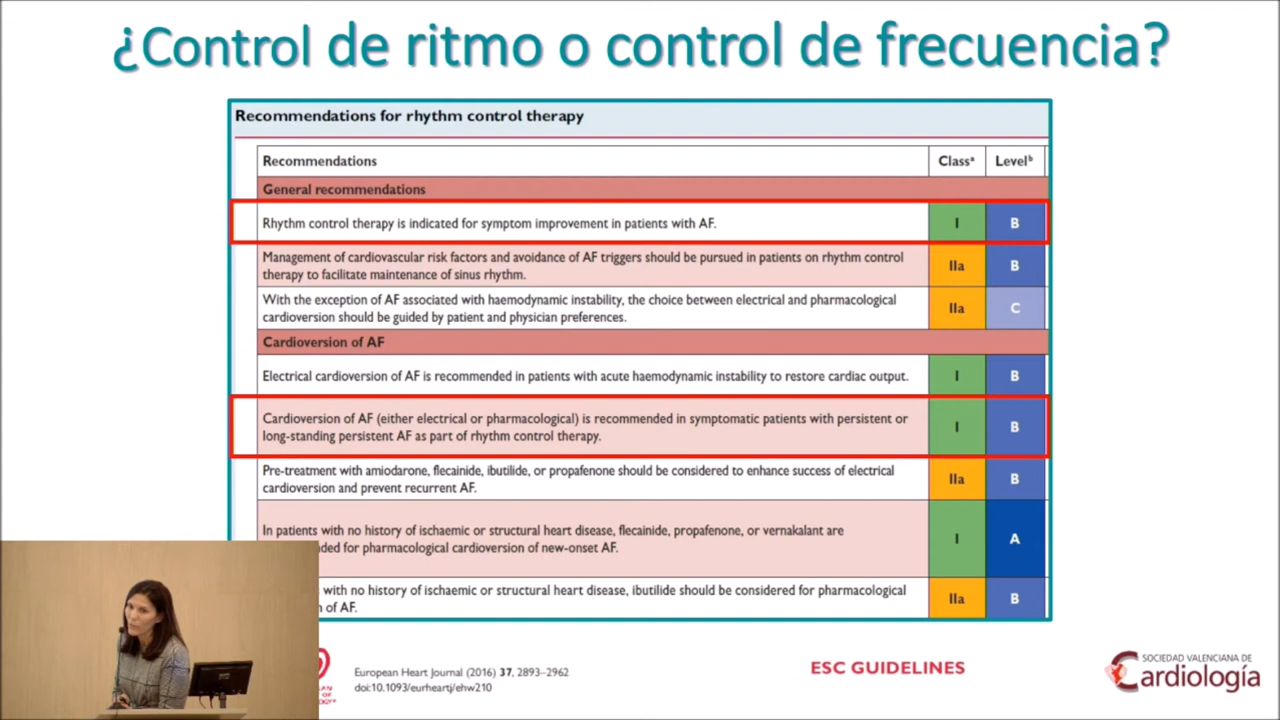 ¿Control de ritmo o control de frecuencia?
Recommendations for rhythm control therapy
Recommendations Classᵃ Levelᵇ
General recommendations
Rhythm control therapy is indicated for symptom improvement in patients with AF. I B
Management of cardiovascular risk factors and avoidance of AF triggers should be pursued in patients on rhythm control
therapy to facilitate maintenance of sinus rhythm.
IIa B
With the exception of AF associated with haemodynamic instability, the choice between electrical and pharmacological
cardioversion should be guided by patient and physician preferences.
IIa C
Cardioversion of AF
Electrical cardioversion of AF is recommended in patients with acute haemodynamic instability to restore cardiac output. I B
Cardioversion of AF (either electrical or pharmacological) is recommended in symptomatic patients with persistent or
long-standing persistent AF as part of rhythm control therapy.
I B
Pre-treatment with amiodarone, flecainide, ibutilide, or propafenone should be considered to enhance success of electrical
cardioversion and prevent recurrent AF.
IIa B
In patients with no history of ischaemic or structural heart disease, flecainide, propafenone, or vernakalant are
for pharmacological cardioversion of new-onset AF.
I A
with no history of ischaemic or structural heart disease, ibutilide should be considered for pharmacological
of AF.
IIa B
European Heart Journal (2016) 37, 2893–2962
doi:10.1093/eurheartj/ehw210
ESC GUIDELINES
SOCIEDAD VALENCIANA DE
Cardiología